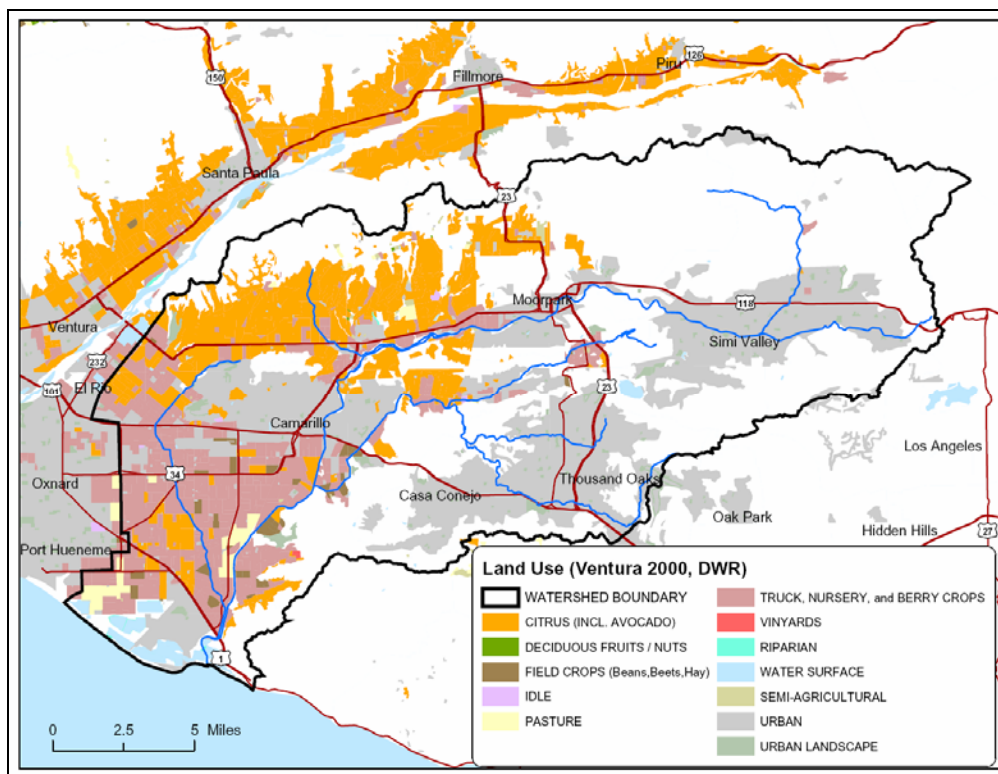 150
Fillmore
Piru
126
Santa Paula
23
Moorpark
118
Simi Valley
Ventura
232
101
El Rio
23
Camarillo
34
Oxnard
Casa Conejo
Thousand Oaks
Los Angeles
Oak Park
Hidden Hills
27
Port Hueneme
1
0 2.5 5 Miles
Land Use (Ventura 2000, DWR)
WATERSHED BOUNDARY
CITRUS (INCL. AVOCADO)
DECIDUOUS FRUITS / NUTS
FIELD CROPS (Beans,Beets,Hay)
IDLE
PASTURE
TRUCK, NURSERY, and BERRY CROPS
VINYARDS
RIPARIAN
WATER SURFACE
SEMI-AGRICULTURAL
URBAN
URBAN LANDSCAPE